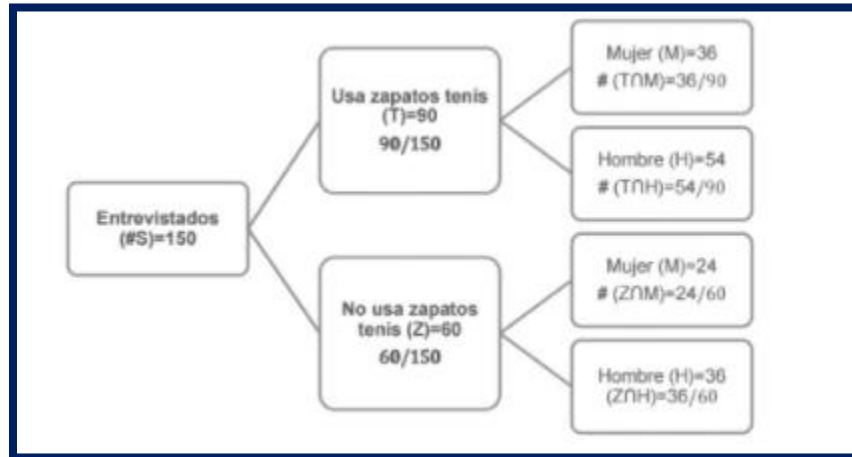 Entrevistados
(#S)=150
Usa zapatos tenis
(T)=90
90/150
No usa zapatos
tenis (Z)=60
60/150
Mujer (M)=36
# (T∩M)=36/90
Hombre (H)=54
# (T∩H)=54/90
Mujer (M)=24
# (Z∩M)=24/60
Hombre (H)=36
(Z∩H)=36/60